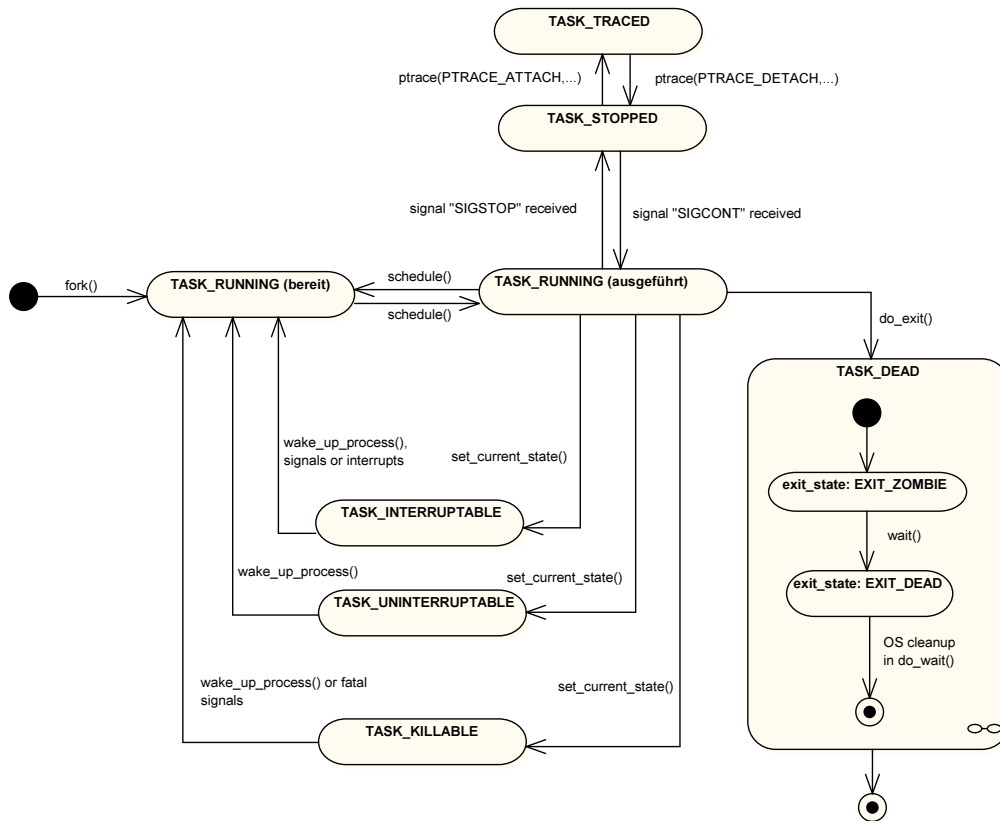 TASK_TRACED
ptrace(PTRACE_ATTACH,...)
ptrace(PTRACE_DETACH,...)
TASK_STOPPED
signal "SIGSTOP" received
signal "SIGCONT" received
fork()
TASK_RUNNING (bereit)
schedule()
schedule()
TASK_RUNNING (ausgeführt)
do_exit()
TASK_DEAD
exit_state: EXIT_ZOMBIE
wait()
exit_state: EXIT_DEAD
OS cleanup
in do_wait()
wake_up_process(),
signals or interrupts
set_current_state()
TASK_INTERRUPTABLE
wake_up_process()
set_current_state()
TASK_UNINTERRUPTABLE
wake_up_process() or fatal
signals
set_current_state()
TASK_KILLABLE